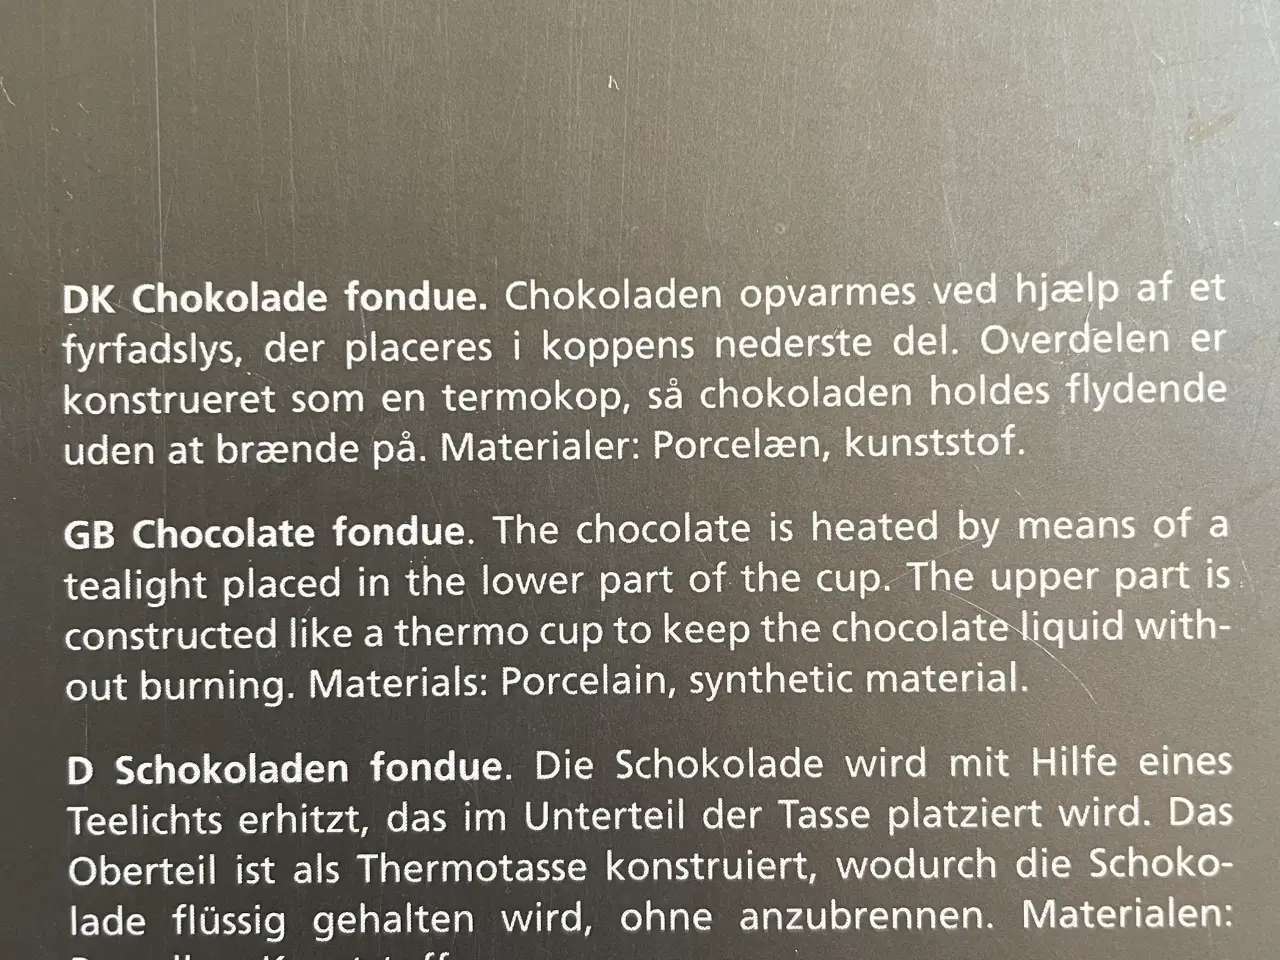 DK Chokolade fondue. Chokoladen opvarmes ved hjælp af et
fyrfadslys, der placeres i koppens nederste del. Overdelen er
konstrueret som en termokop, så chokoladen holdes flydende
uden at brænde på. Materialer: Porcelæn, kunststof.
GB Chocolate fondue. The chocolate is heated by means of a
tealight placed in the lower part of the cup. The upper part is
constructed like a thermo cup to keep the chocolate liquid with-
out burning. Materials: Porcelain, synthetic material.
D Schokoladen fondue. Die Schokolade wird mit Hilfe eines
Teelichts erhitzt, das im Unterteil der Tasse platziert wird. Das
Oberteil ist als Thermotasse konstruiert, wodurch die Schoko-
lade flüssig gehalten wird, ohne anzubrennen. Materialen: